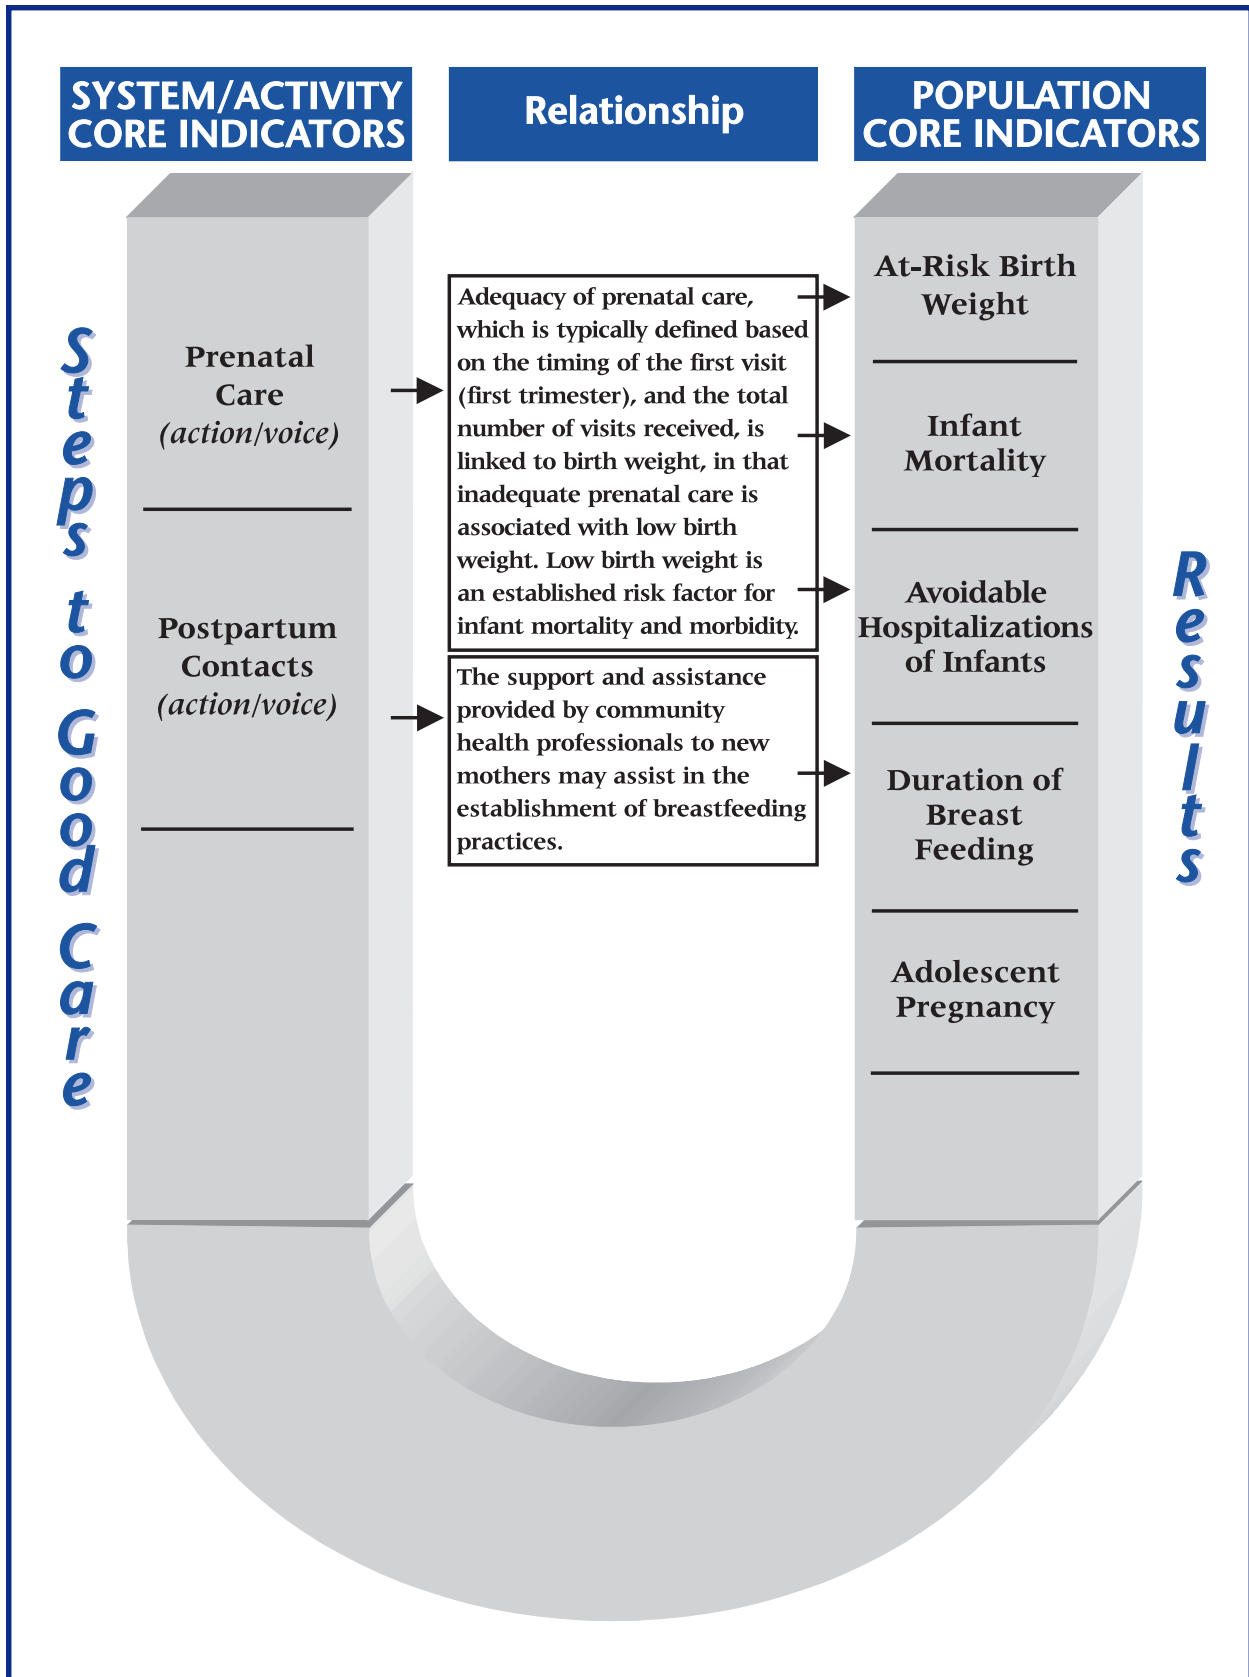 SYSTEM/ACTIVITY
CORE INDICATORS
Relationship
POPULATION
CORE INDICATORS
Steps to Good Care
Prenatal
Care
(action/voice)
Postpartum
Contacts
(action/voice)
Adequacy of prenatal care,
which is typically defined based
on the timing of the first visit
(first trimester), and the total
number of visits received, is
linked to birth weight, in that
inadequate prenatal care is
associated with low birth
weight. Low birth weight is
an established risk factor for
infant mortality and morbidity.
The support and assistance
provided by community
health professionals to new
mothers may assist in the
establishment of breastfeeding
practices.
At-Risk Birth
Weight
Infant
Mortality
Avoidable
Hospitalizations
of Infants
Duration of
Breast
Feeding
Adolescent
Pregnancy
Results